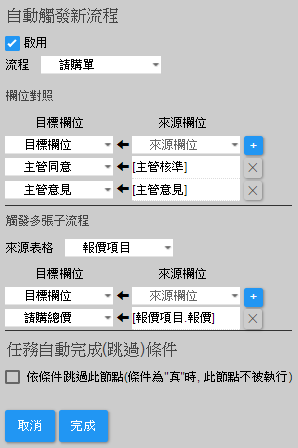 自動觸發新流程
啟用
流程 請購單
欄位對照
目標欄位 來源欄位
目標欄位 來源欄位 +
主管同意 [主管核準] ×
主管意見 [主管意見] ×
觸發多張子流程
來源表格 報價項目
目標欄位 來源欄位
目標欄位 來源欄位 +
請購總價 [報價項目.報價] ×
任務自動完成(跳過)條件
依條件跳過此節點(條件為"真"時, 此節點不被執行)
取消 完成